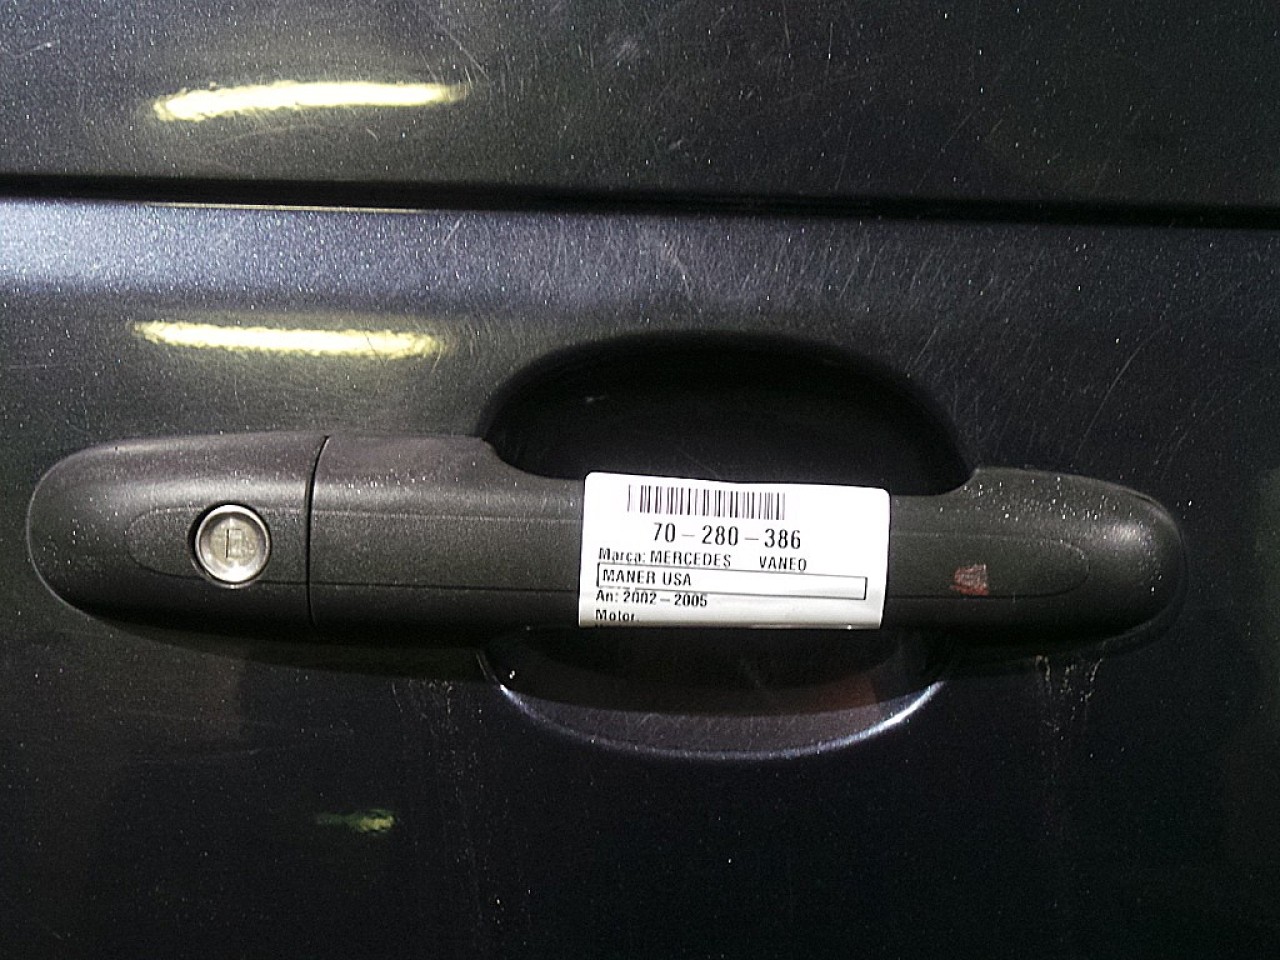 70-280-386
Marca: MERCEDES VANEO
MANER USA
An: 2002-2005
Motor